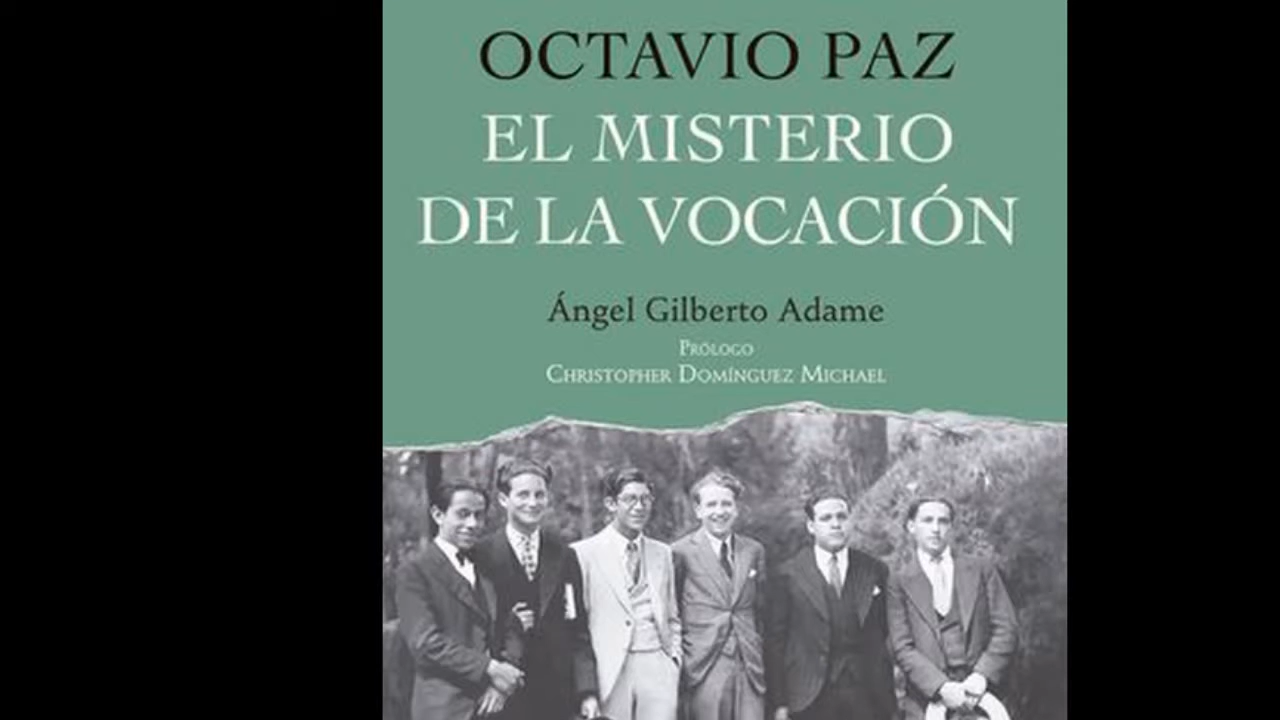 OCTAVIO PAZ
EL MISTERIO
DE LA VOCACIÓN
Ángel Gilberto Adame
PRÓLOGO
CHRISTOPHER DOMÍNGUEZ MICHAEL